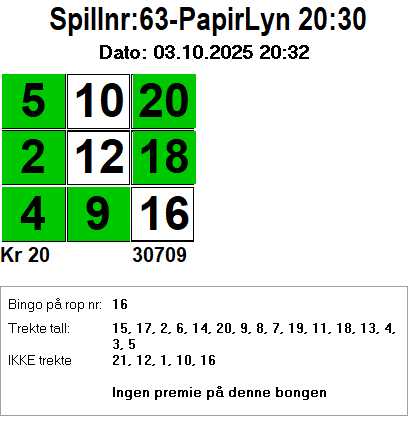 Spillnr:63-PapirLyn 20:30
Dato: 03.10.2025 20:32
5 10 20
2 12 18
4 9 16
Kr 20 30709
Bingo på rop nr: 16
Trekte tall: 15, 17, 2, 6, 14, 20, 9, 8, 7, 19, 11, 18, 13, 4,
3, 5
IKKE trekte 21, 12, 1, 10, 16
Ingen premie på denne bongen